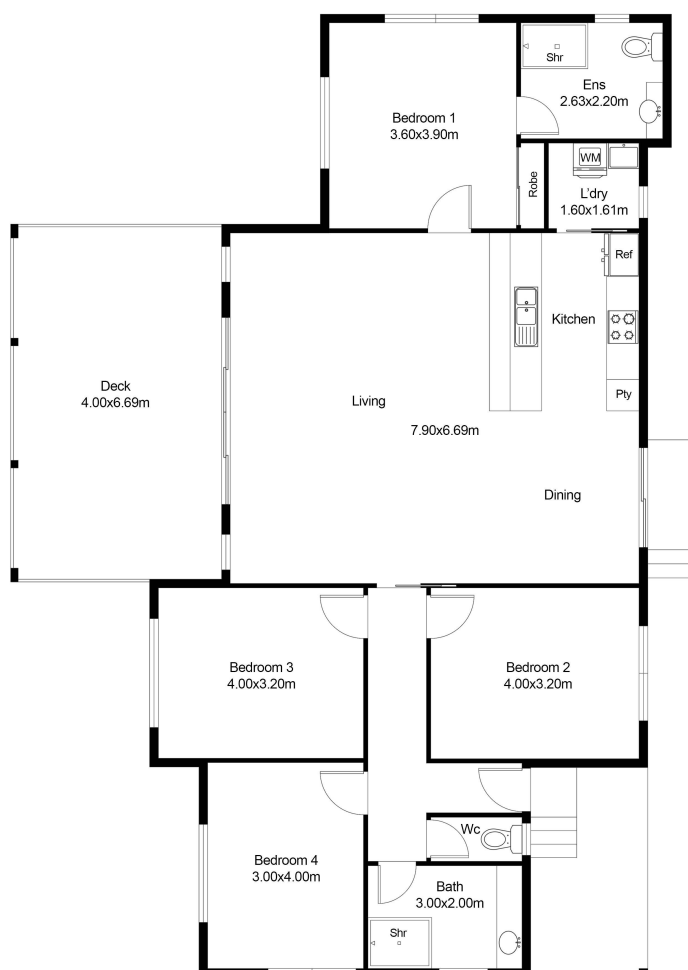 Shr
Ens
2.63x2.20m
Bedroom 1
3.60x3.90m
WM
Robe
L'dry
1.60x1.61m
Ref
Kitchen
Deck
4.00x6.69m
Living
Pty
7.90x6.69m
Dining
Bedroom 3
4.00x3.20m
Bedroom 2
4.00x3.20m
Wc
Bedroom 4
3.00x4.00m
Bath
3.00x2.00m
Shr